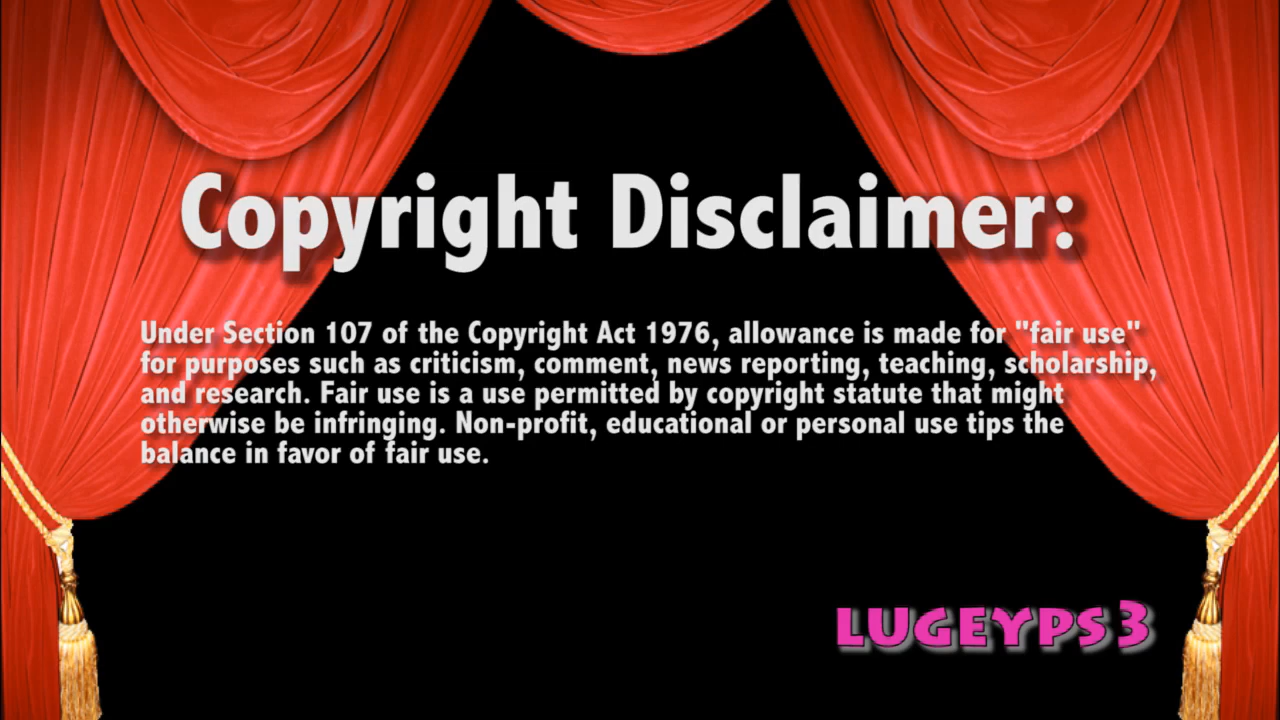 Copyright Disclaimer:
Under Section 107 of the Copyright Act 1976, allowance is made for "fair use"
for purposes such as criticism, comment, news reporting, teaching, scholarship,
and research. Fair use is a use permitted by copyright statute that might
otherwise be infringing. Non-profit, educational or personal use tips the
balance in favor of fair use.
LUGEYPS3